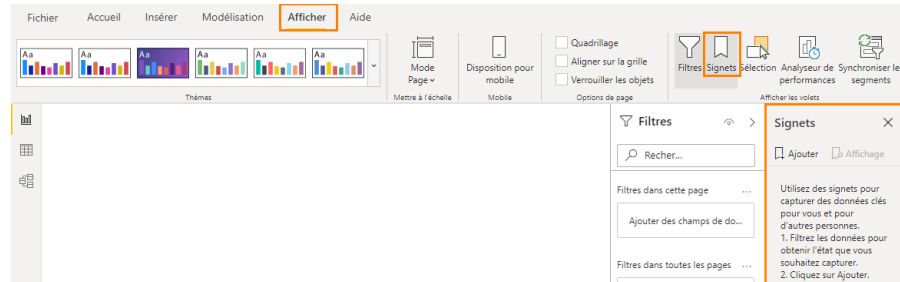 Fichier Accueil Insérer Modélisation Afficher Aide
Aa Aa Aa Aa Aa Aa
Thèmes
Mode
Page
Mettre à l'échelle
Disposition pour
mobile
Mobile
Quadrillage
Aligner sur la grille
Verrouiller les objets
Options de page
Filtres Signets Sélection Analyseur de
performances
Synchroniser les
segments
Afficher les volets
Filtres
Recher...
Filtres dans cette page ...
Ajouter des champs de do...
Filtres dans toutes les pages ...
Signets
Ajouter Affichage
Utilisez des signets pour
capturer des données clés
pour vous et pour
d'autres personnes.
1. Filtrez les données pour
obtenir l'état que vous
souhaitez capturer.
2. Cliquez sur Ajouter.